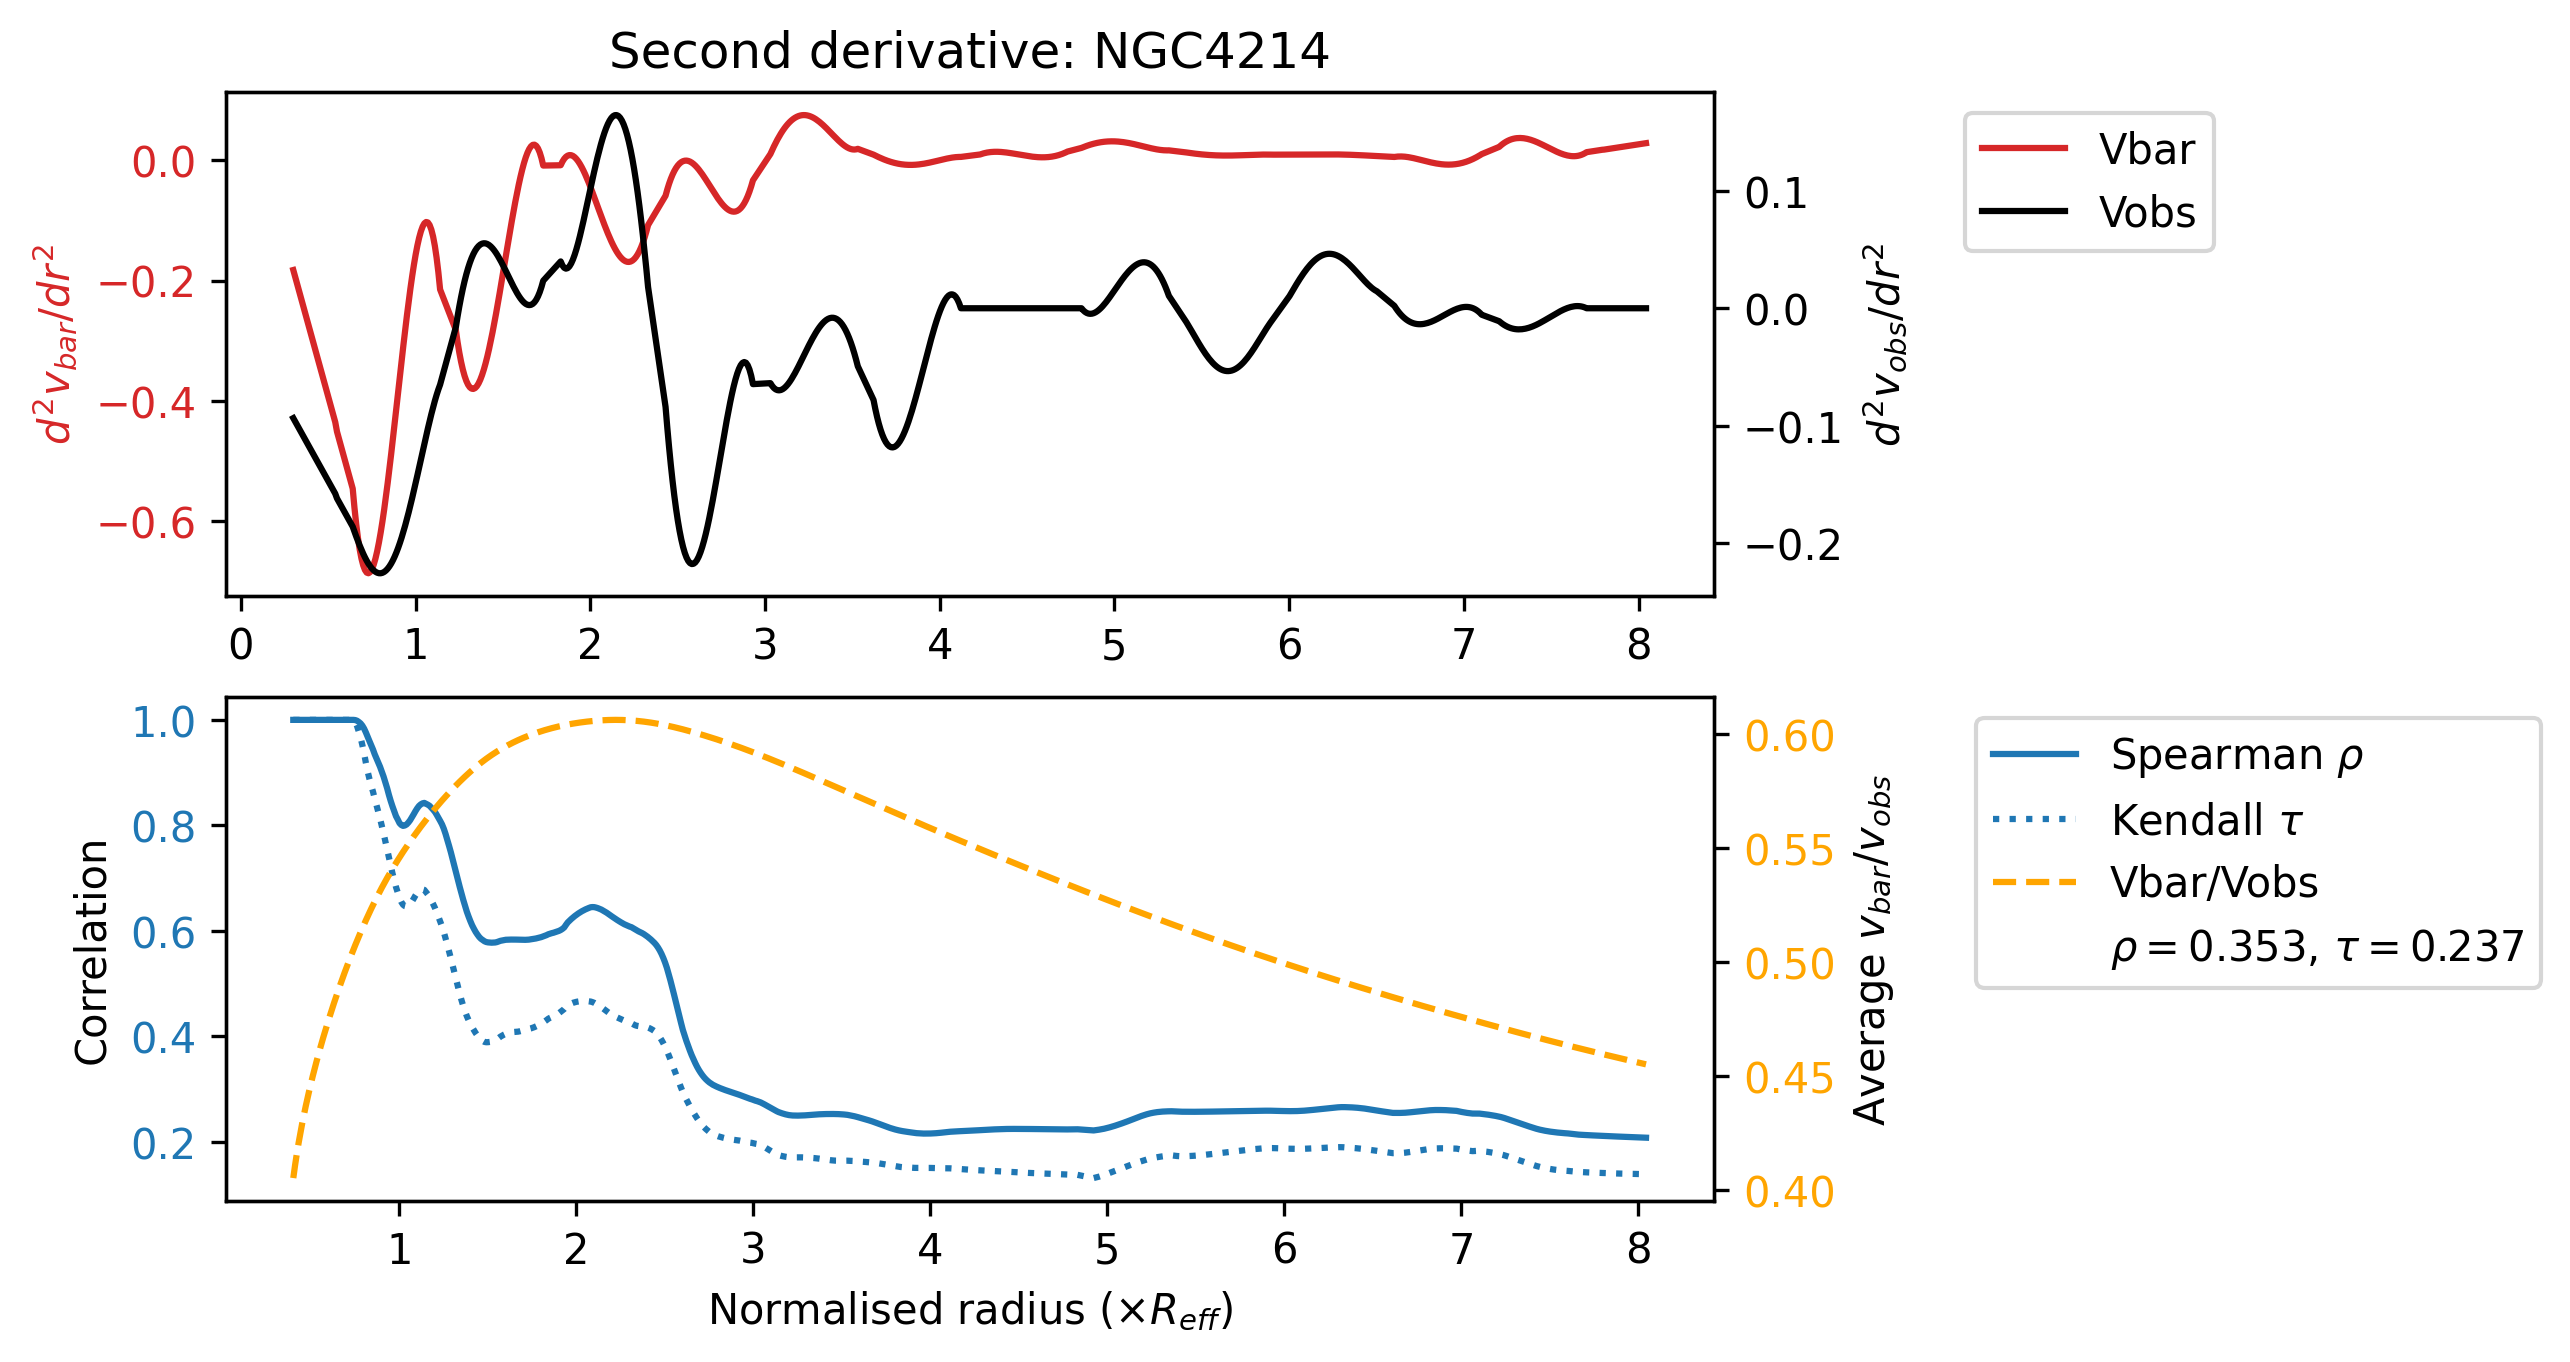 Second derivative: NGC4214
d²v_bar/dr²
0.0
−0.2
−0.4
−0.6
0.1
0.0
−0.1
−0.2
d²v_obs/dr²
0 1 2 3 4 5 6 7 8
Vbar
Vobs
Correlation
1.0
0.8
0.6
0.4
0.2
0.60
0.55
0.50
0.45
0.40
Average v_bar/v_obs
1 2 3 4 5 6 7 8
Normalised radius (×R_eff)
Spearman ρ
Kendall τ
Vbar/Vobs
ρ = 0.353, τ = 0.237